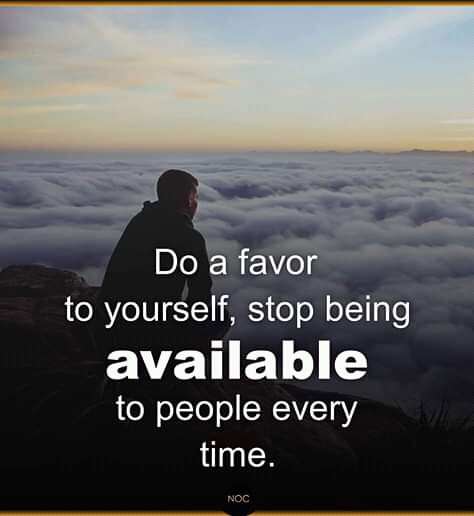 Do a favor
to yourself, stop being
available
to people every
time.
NOC